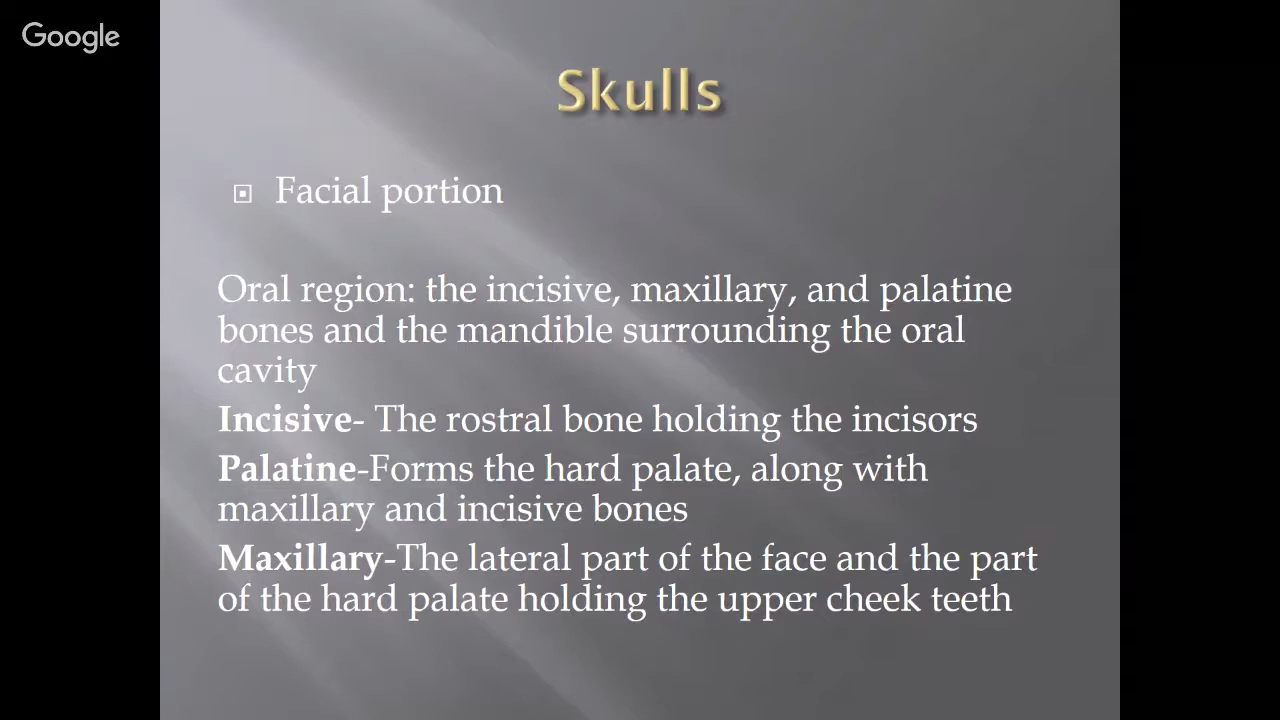 Google
Skulls
Facial portion
Oral region: the incisive, maxillary, and palatine
bones and the mandible surrounding the oral
cavity
Incisive- The rostral bone holding the incisors
Palatine-Forms the hard palate, along with
maxillary and incisive bones
Maxillary-The lateral part of the face and the part
of the hard palate holding the upper cheek teeth